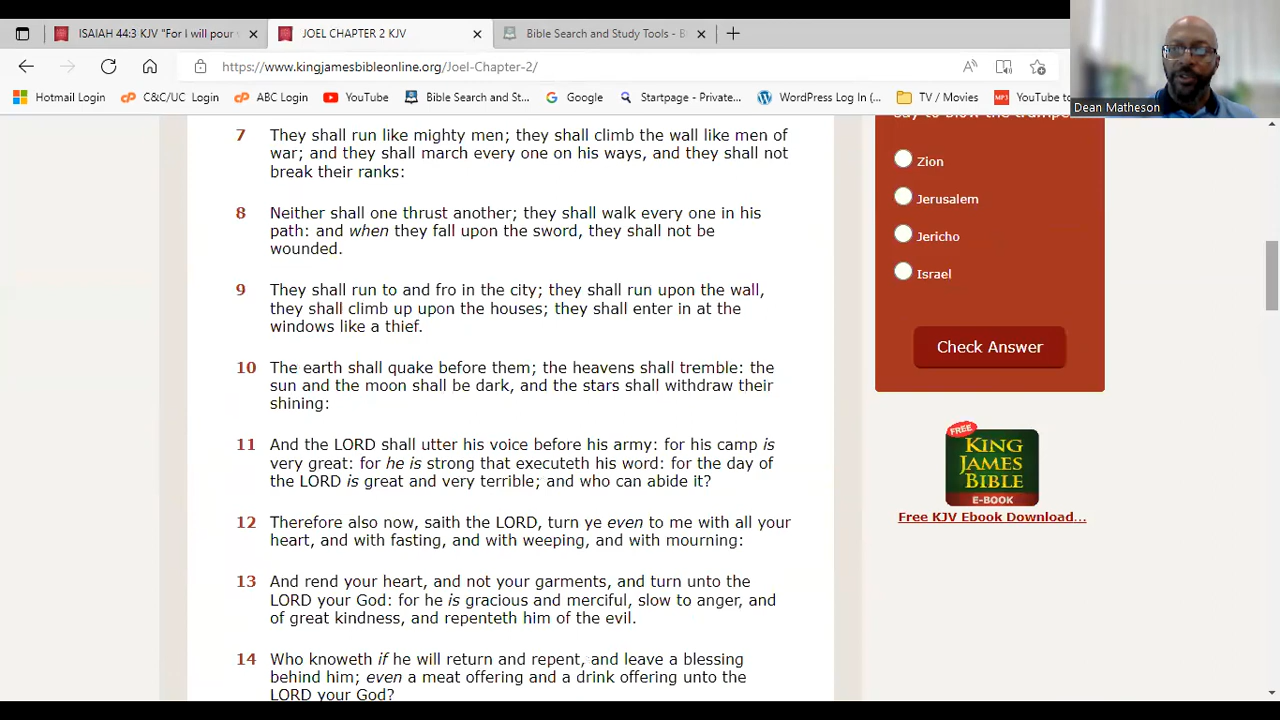 ISAIAH 44:3 KJV "For I will pour
JOEL CHAPTER 2 KJV
Bible Search and Study Tools - B
https://www.kingjamesbibleonline.org/Joel-Chapter-2/
Hotmail Login
C&C/UC Login
ABC Login
YouTube
Bible Search and St...
Google
Startpage - Private...
WordPress Log In (...
TV / Movies
MP3
YouTube to
Dean Matheson
7 They shall run like mighty men; they shall climb the wall like men of
war; and they shall march every one on his ways, and they shall not
break their ranks:
8 Neither shall one thrust another; they shall walk every one in his
path: and when they fall upon the sword, they shall not be
wounded.
9 They shall run to and fro in the city; they shall run upon the wall,
they shall climb up upon the houses; they shall enter in at the
windows like a thief.
10 The earth shall quake before them; the heavens shall tremble: the
sun and the moon shall be dark, and the stars shall withdraw their
shining:
11 And the LORD shall utter his voice before his army: for his camp is
very great: for he is strong that executeth his word: for the day of
the LORD is great and very terrible; and who can abide it?
12 Therefore also now, saith the LORD, turn ye even to me with all your
heart, and with fasting, and with weeping, and with mourning:
13 And rend your heart, and not your garments, and turn unto the
LORD your God: for he is gracious and merciful, slow to anger, and
of great kindness, and repenteth him of the evil.
14 Who knoweth if he will return and repent, and leave a blessing
behind him; even a meat offering and a drink offering unto the
LORD your God?
say to blow the trumpe
Zion
Jerusalem
Jericho
Israel
Check Answer
FREE
KING
JAMES
BIBLE
E-BOOK
Free KJV Ebook Download...